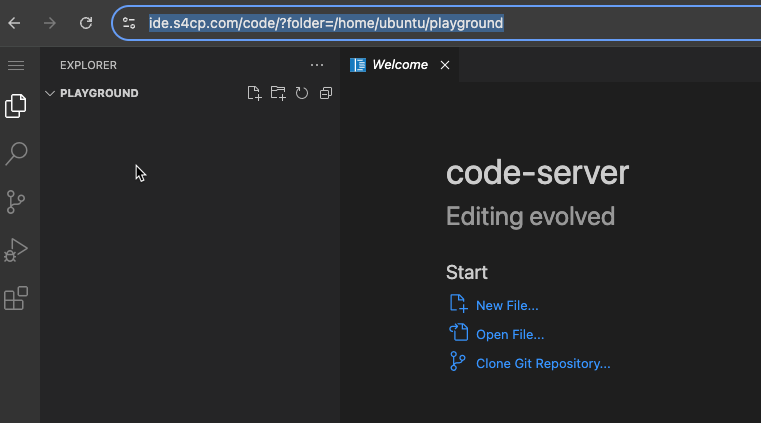 ide.s4cp.com/code/?folder=/home/ubuntu/playground
EXPLORER
PLAYGROUND
Welcome
code-server
Editing evolved
Start
New File...
Open File...
Clone Git Repository...